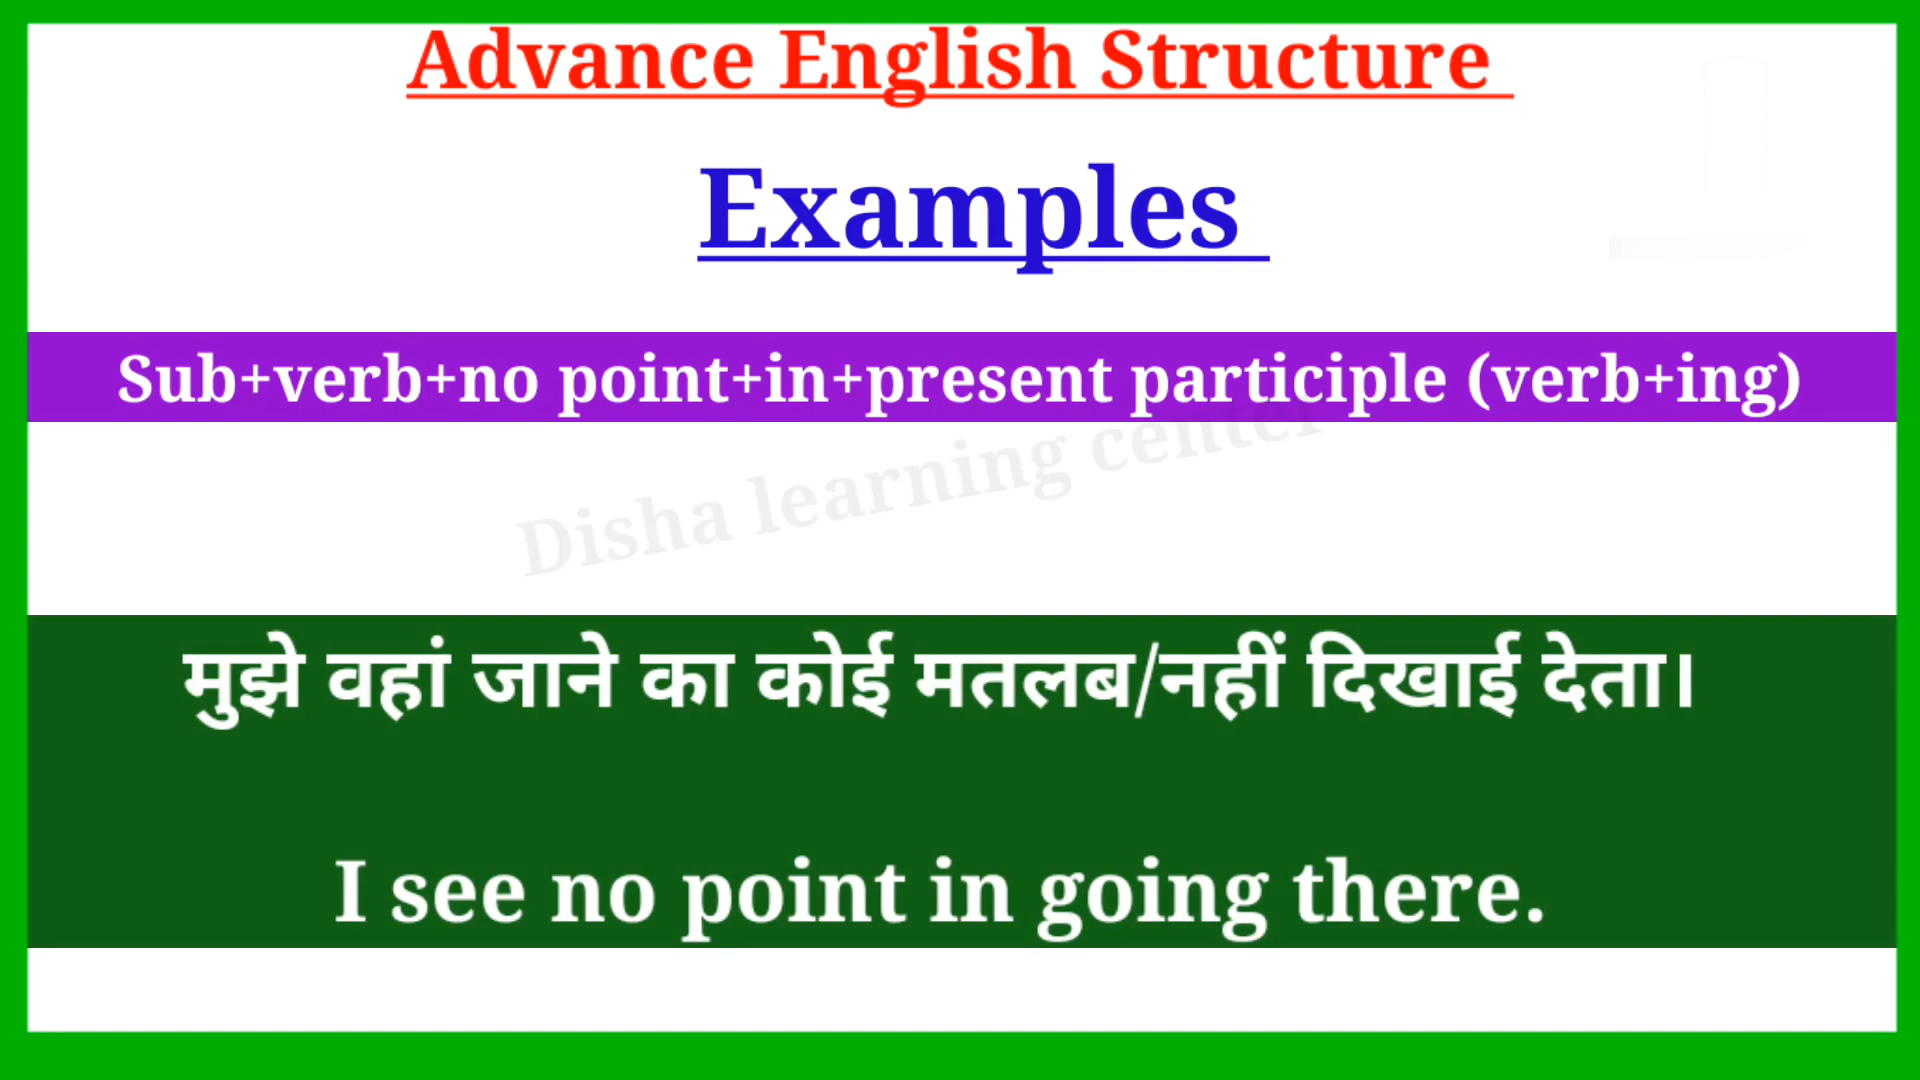 Advance English Structure
Examples
Sub+verb+no point+in+present participle (verb+ing)
Disha learning center
मुझे वहां जाने का कोई मतलब/नहीं दिखाई देता।
I see no point in going there.